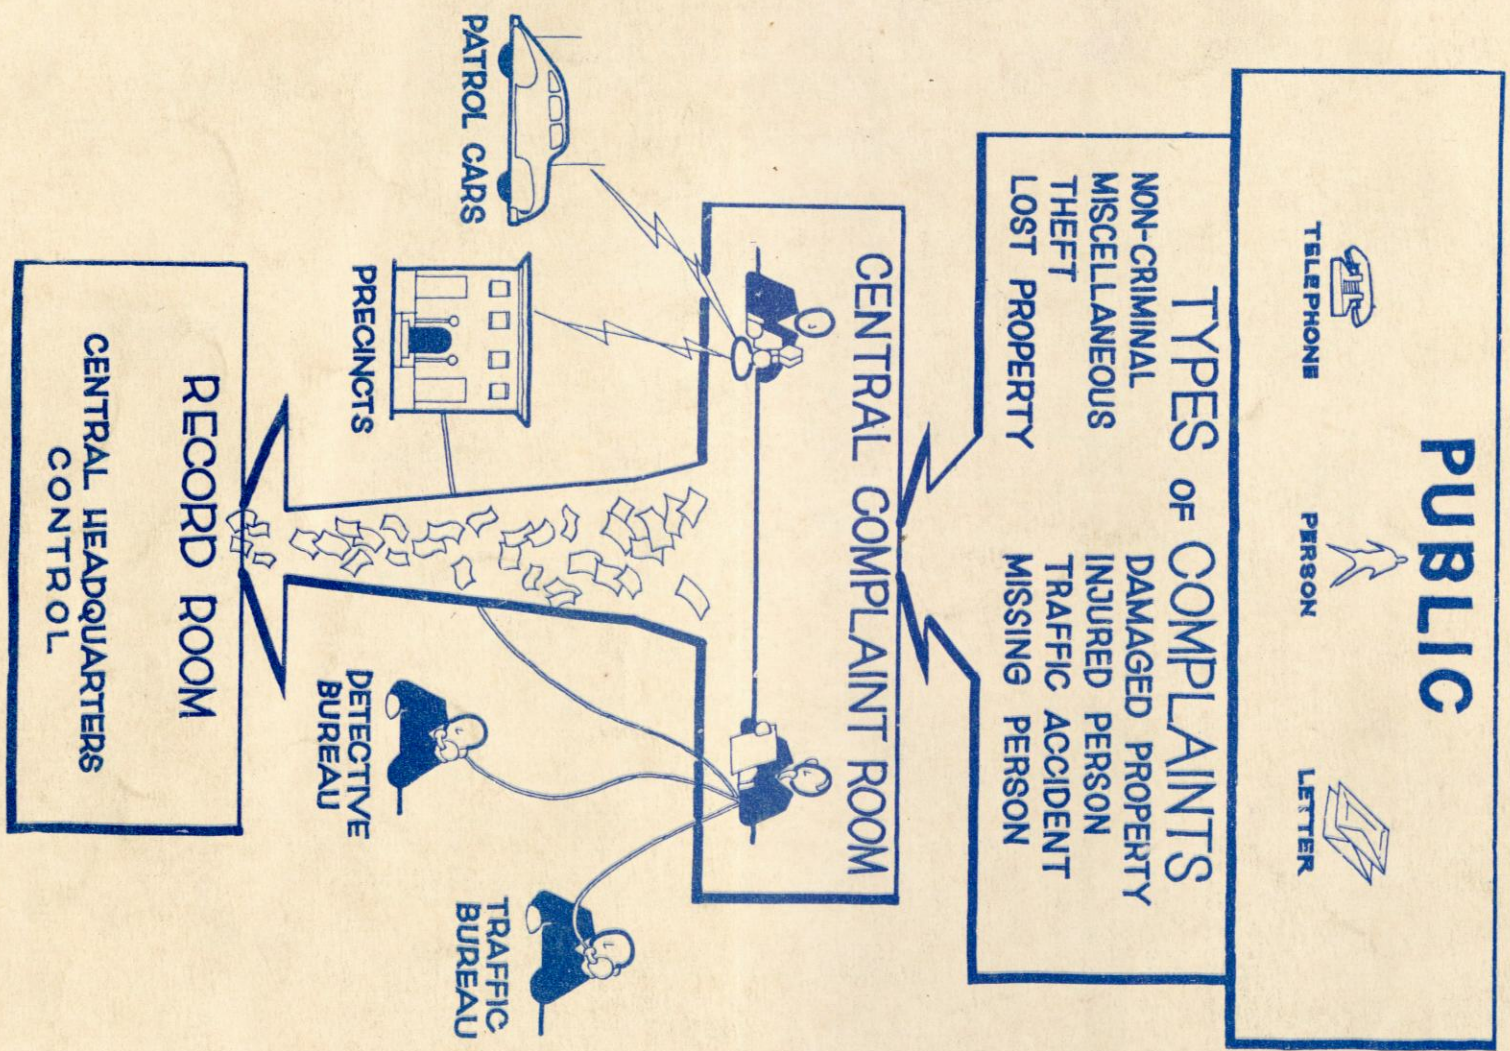 PUBLIC
TELEPHONE
PERSON
LETTER
TYPES OF COMPLAINTS
NON-CRIMINAL
MISCELLANEOUS
THEFT
LOST PROPERTY
DAMAGED PROPERTY
INJURED PERSON
TRAFFIC ACCIDENT
MISSING PERSON
CENTRAL COMPLAINT ROOM
PATROL CARS
PRECINCTS
DETECTIVE
BUREAU
TRAFFIC
BUREAU
RECORD ROOM
CENTRAL HEADQUARTERS
CONTROL